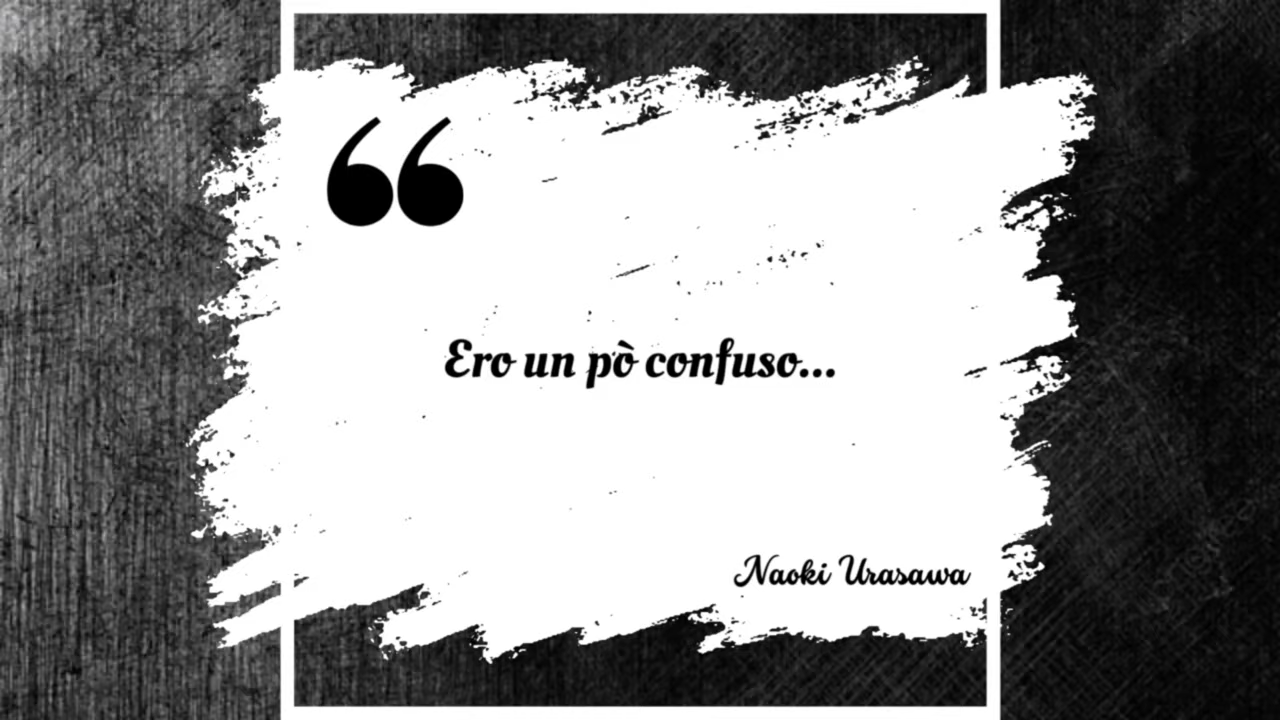 “
Ero un pò confuso...
Naoki Urasawa